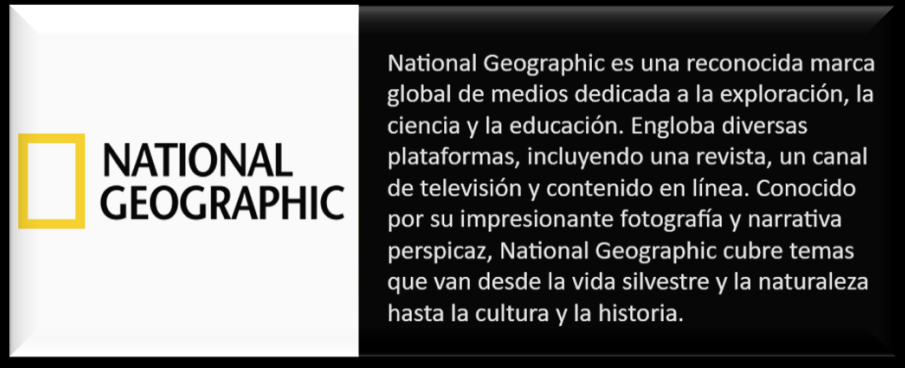 NATIONAL
GEOGRAPHIC
National Geographic es una reconocida marca
global de medios dedicada a la exploración, la
ciencia y la educación. Engloba diversas
plataformas, incluyendo una revista, un canal
de televisión y contenido en línea. Conocido
por su impresionante fotografía y narrativa
perspicaz, National Geographic cubre temas
que van desde la vida silvestre y la naturaleza
hasta la cultura y la historia.